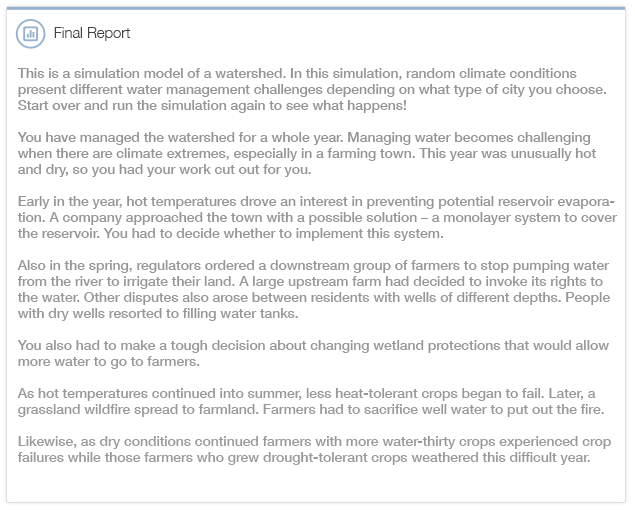 Final Report
This is a simulation model of a watershed. In this simulation, random climate conditions
present different water management challenges depending on what type of city you choose.
Start over and run the simulation again to see what happens!
You have managed the watershed for a whole year. Managing water becomes challenging
when there are climate extremes, especially in a farming town. This year was unusually hot
and dry, so you had your work cut out for you.
Early in the year, hot temperatures drove an interest in preventing potential reservoir evapora-
tion. A company approached the town with a possible solution – a monolayer system to cover
the reservoir. You had to decide whether to implement this system.
Also in the spring, regulators ordered a downstream group of farmers to stop pumping water
from the river to irrigate their land. A large upstream farm had decided to invoke its rights to
the water. Other disputes also arose between residents with wells of different depths. People
with dry wells resorted to filling water tanks.
You also had to make a tough decision about changing wetland protections that would allow
more water to go to farmers.
As hot temperatures continued into summer, less heat-tolerant crops began to fail. Later, a
grassland wildfire spread to farmland. Farmers had to sacrifice well water to put out the fire.
Likewise, as dry conditions continued farmers with more water-thirty crops experienced crop
failures while those farmers who grew drought-tolerant crops weathered this difficult year.